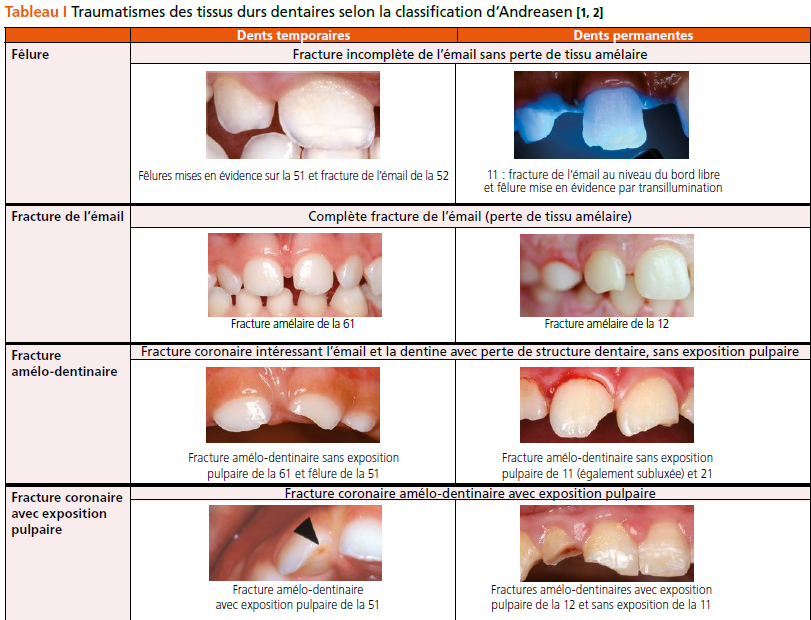 Tableau I Traumatismes des tissus durs dentaires selon la classification d’Andreasen [1, 2]
Dents temporaires
Dents permanentes
Fêlure
Fracture incomplète de l’émail sans perte de tissu amélaire
Fêlures mises en évidence sur la 51 et fracture de l’émail de la 52
11 : fracture de l’émail au niveau du bord libre
et fêlure mise en évidence par transillumination
Fracture de l’émail
Complète fracture de l’émail (perte de tissu amélaire)
Fracture amélaire de la 61
Fracture amélaire de la 12
Fracture
amélo-dentinaire
Fracture coronaire intéressant l’émail et la dentine avec perte de structure dentaire, sans exposition pulpaire
Fracture amélo-dentinaire sans exposition
pulpaire de la 61 et fêlure de la 51
Fracture amélo-dentinaire sans exposition
pulpaire de 11 (également subluxée) et 21
Fracture coronaire
avec exposition
pulpaire
Fracture coronaire amélo-dentinaire avec exposition pulpaire
Fracture amélo-dentinaire
avec exposition pulpaire de la 51
Fractures amélo-dentinaires avec exposition
pulpaire de la 12 et sans exposition de la 11